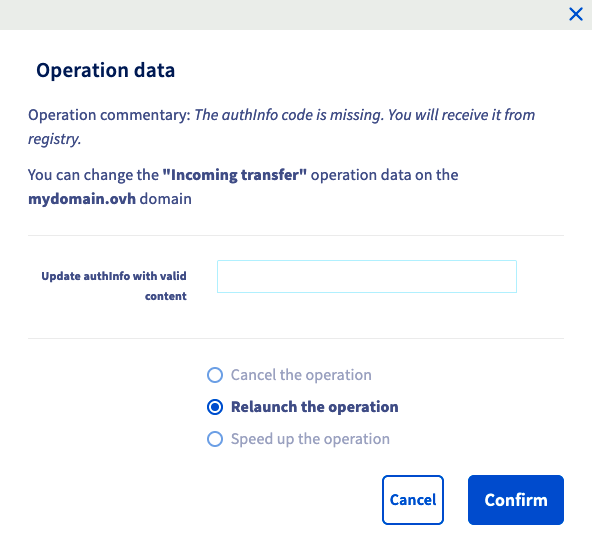 Operation data
Operation commentary: The authInfo code is missing. You will receive it from
registry.
You can change the "Incoming transfer" operation data on the
mydomain.ovh domain
Update authInfo with valid
content
Cancel the operation
Relaunch the operation
Speed up the operation
Cancel
Confirm